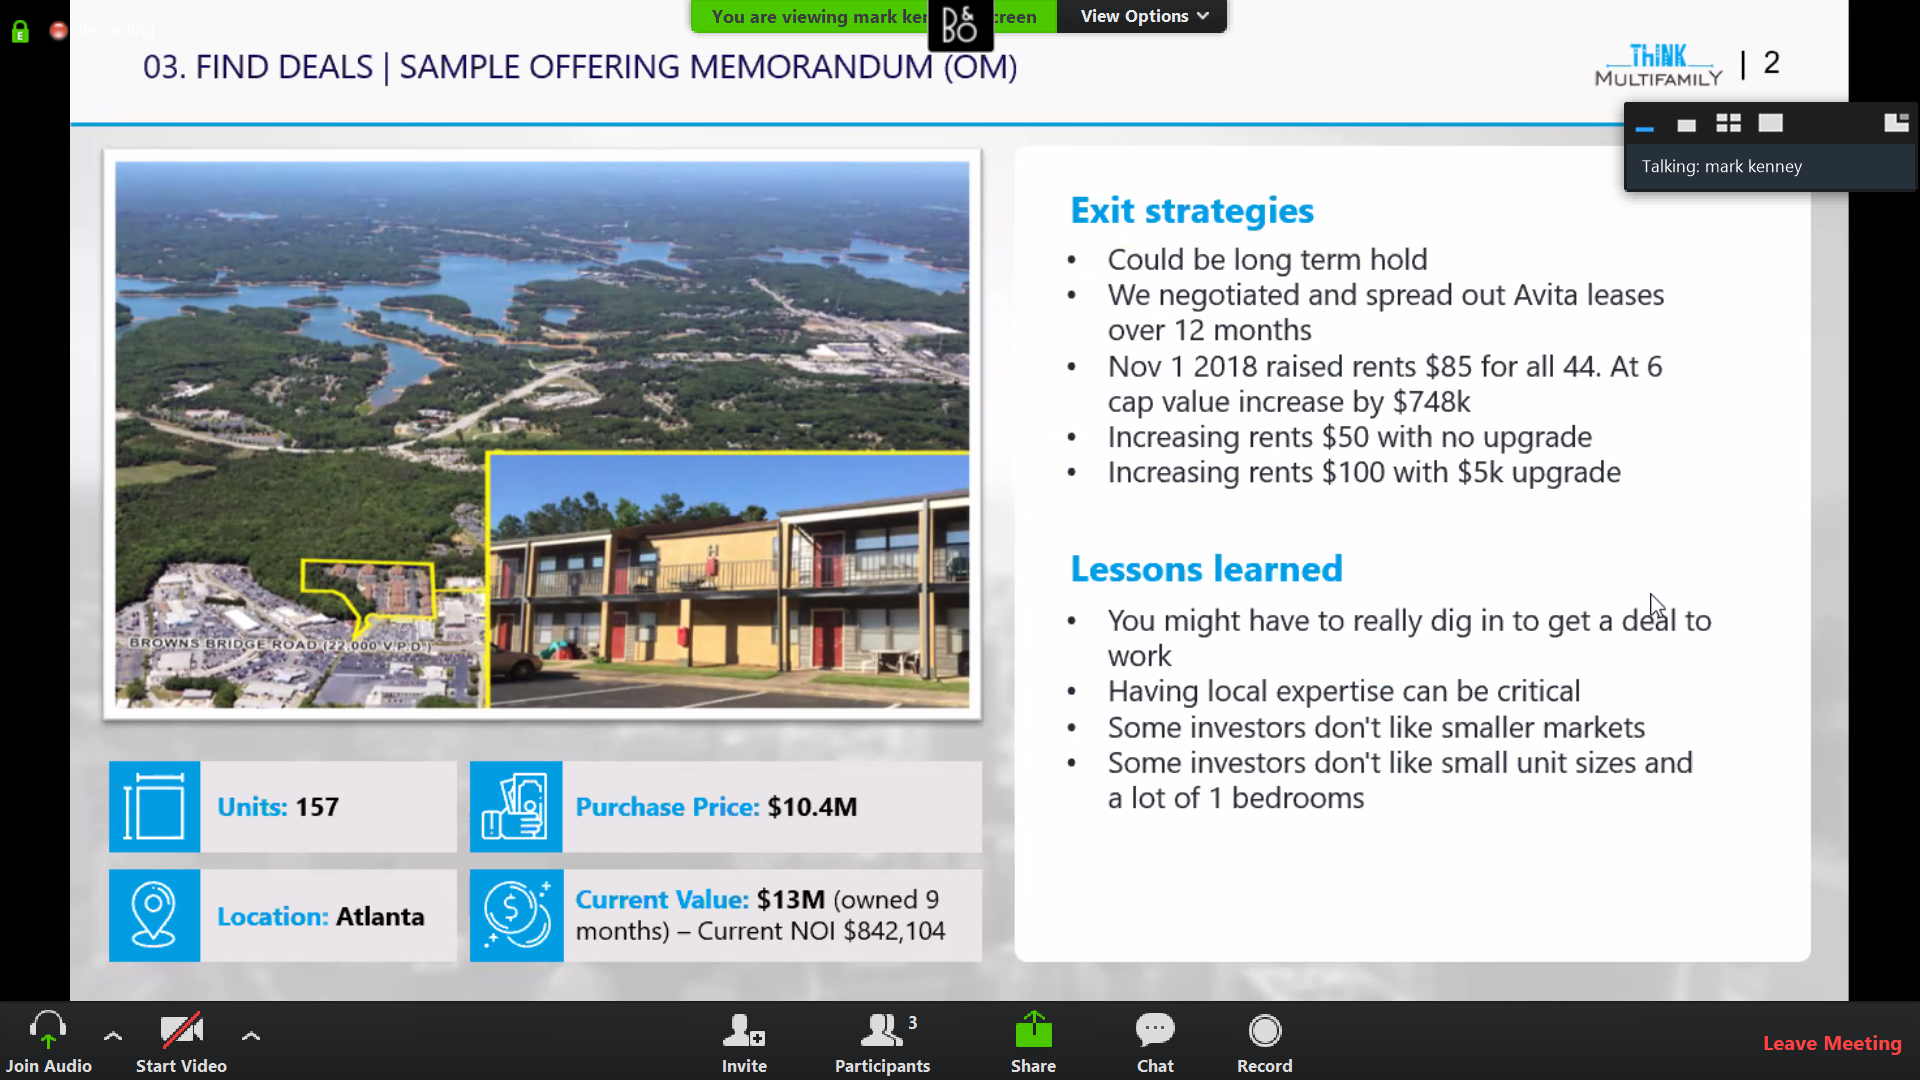 Recording
You are viewing mark ken
creen
View Options
B&O
03. FIND DEALS | SAMPLE OFFERING MEMORANDUM (OM)
THINK
MULTIFAMILY
| 2
Talking: mark kenney
BROWNS BRIDGE ROAD (22,000 V.P.D.)
H
Units: 157
Purchase Price: $10.4M
Location: Atlanta
Current Value: $13M (owned 9
months) – Current NOI $842,104
Exit strategies
• Could be long term hold
• We negotiated and spread out Avita leases
over 12 months
• Nov 1 2018 raised rents $85 for all 44. At 6
cap value increase by $748k
• Increasing rents $50 with no upgrade
• Increasing rents $100 with $5k upgrade
Lessons learned
• You might have to really dig in to get a deal to
work
• Having local expertise can be critical
• Some investors don't like smaller markets
• Some investors don't like small unit sizes and
a lot of 1 bedrooms
Join Audio
Start Video
Invite
3
Participants
Share
Chat
Record
Leave Meeting